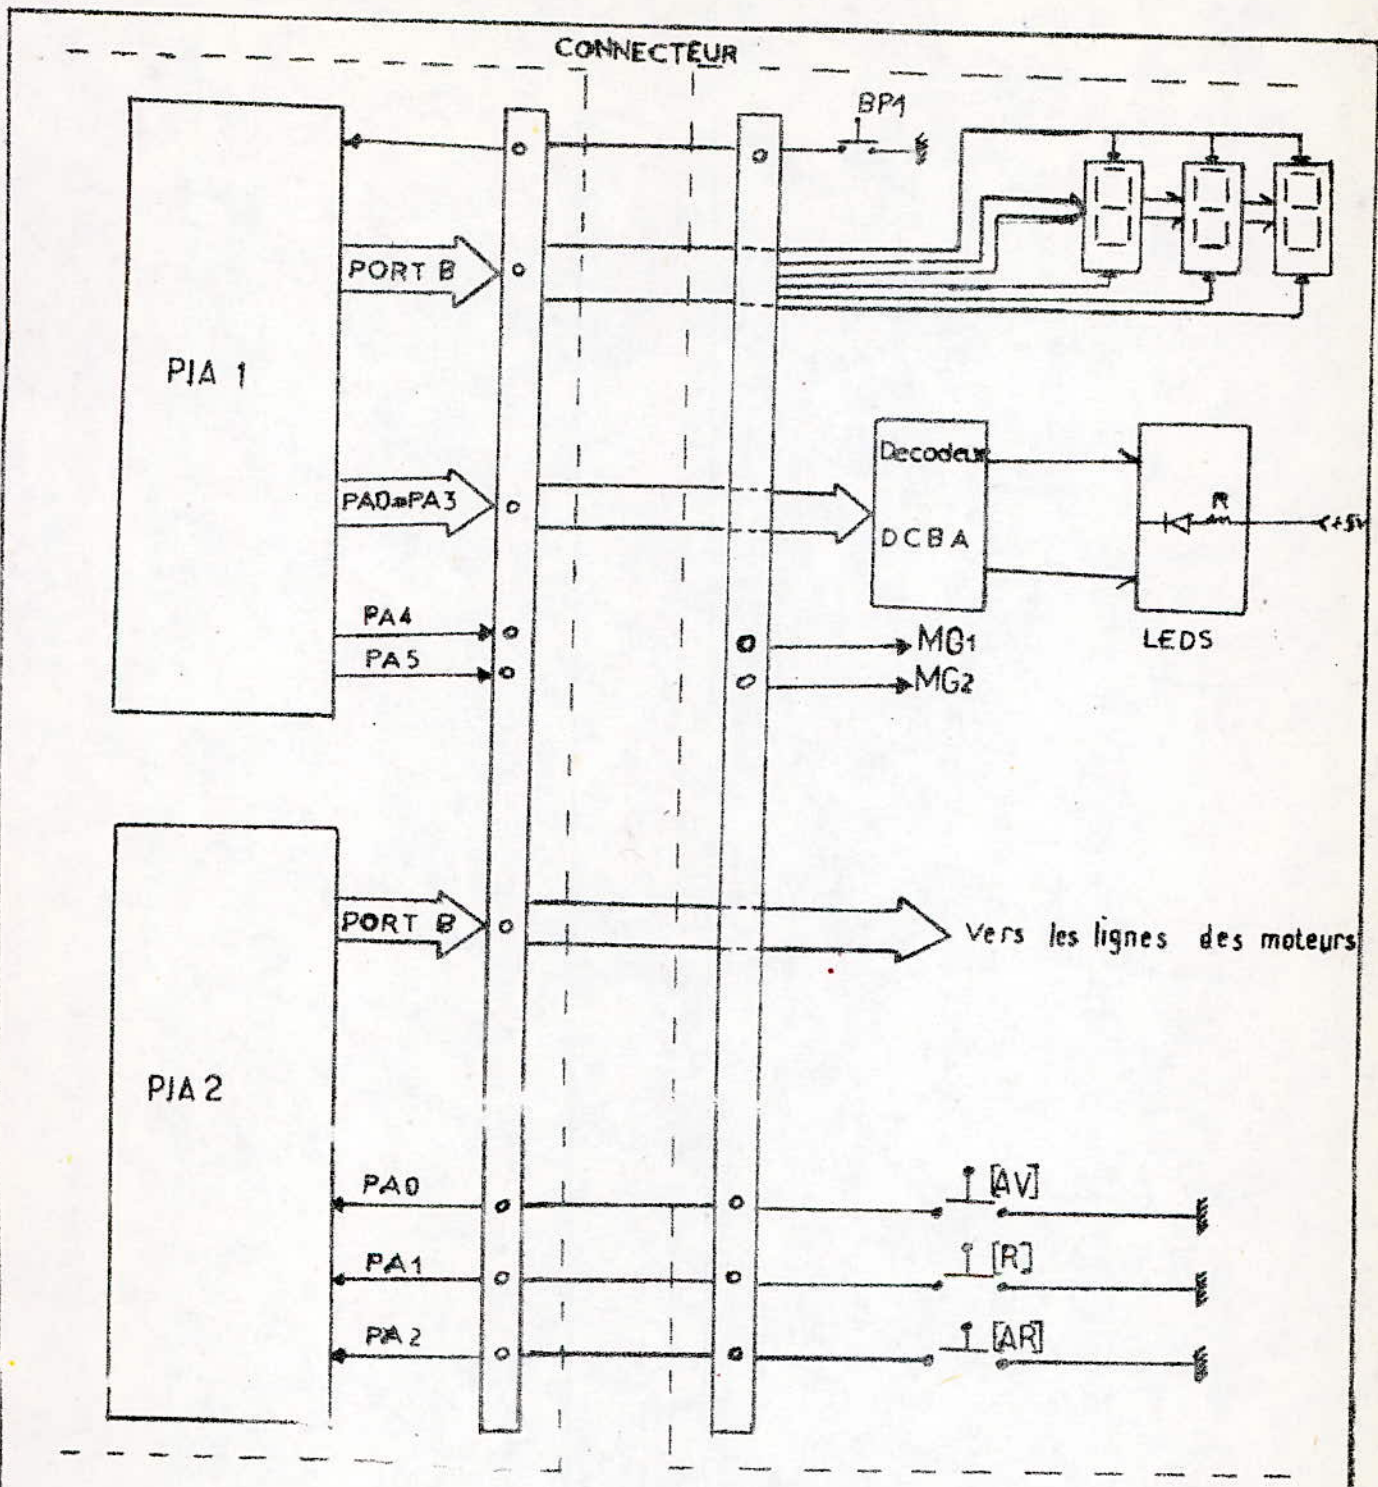 CONNECTEUR
BP1
PORT B
PIA 1
Decodeur
R
+5V
PA0⇒PA3
DCBA
PA4
MG1
LEDS
PA5
MG2
PORT B
Vers les lignes des moteurs
PIA 2
PA0
[AV]
PA1
[R]
PA2
[AR]